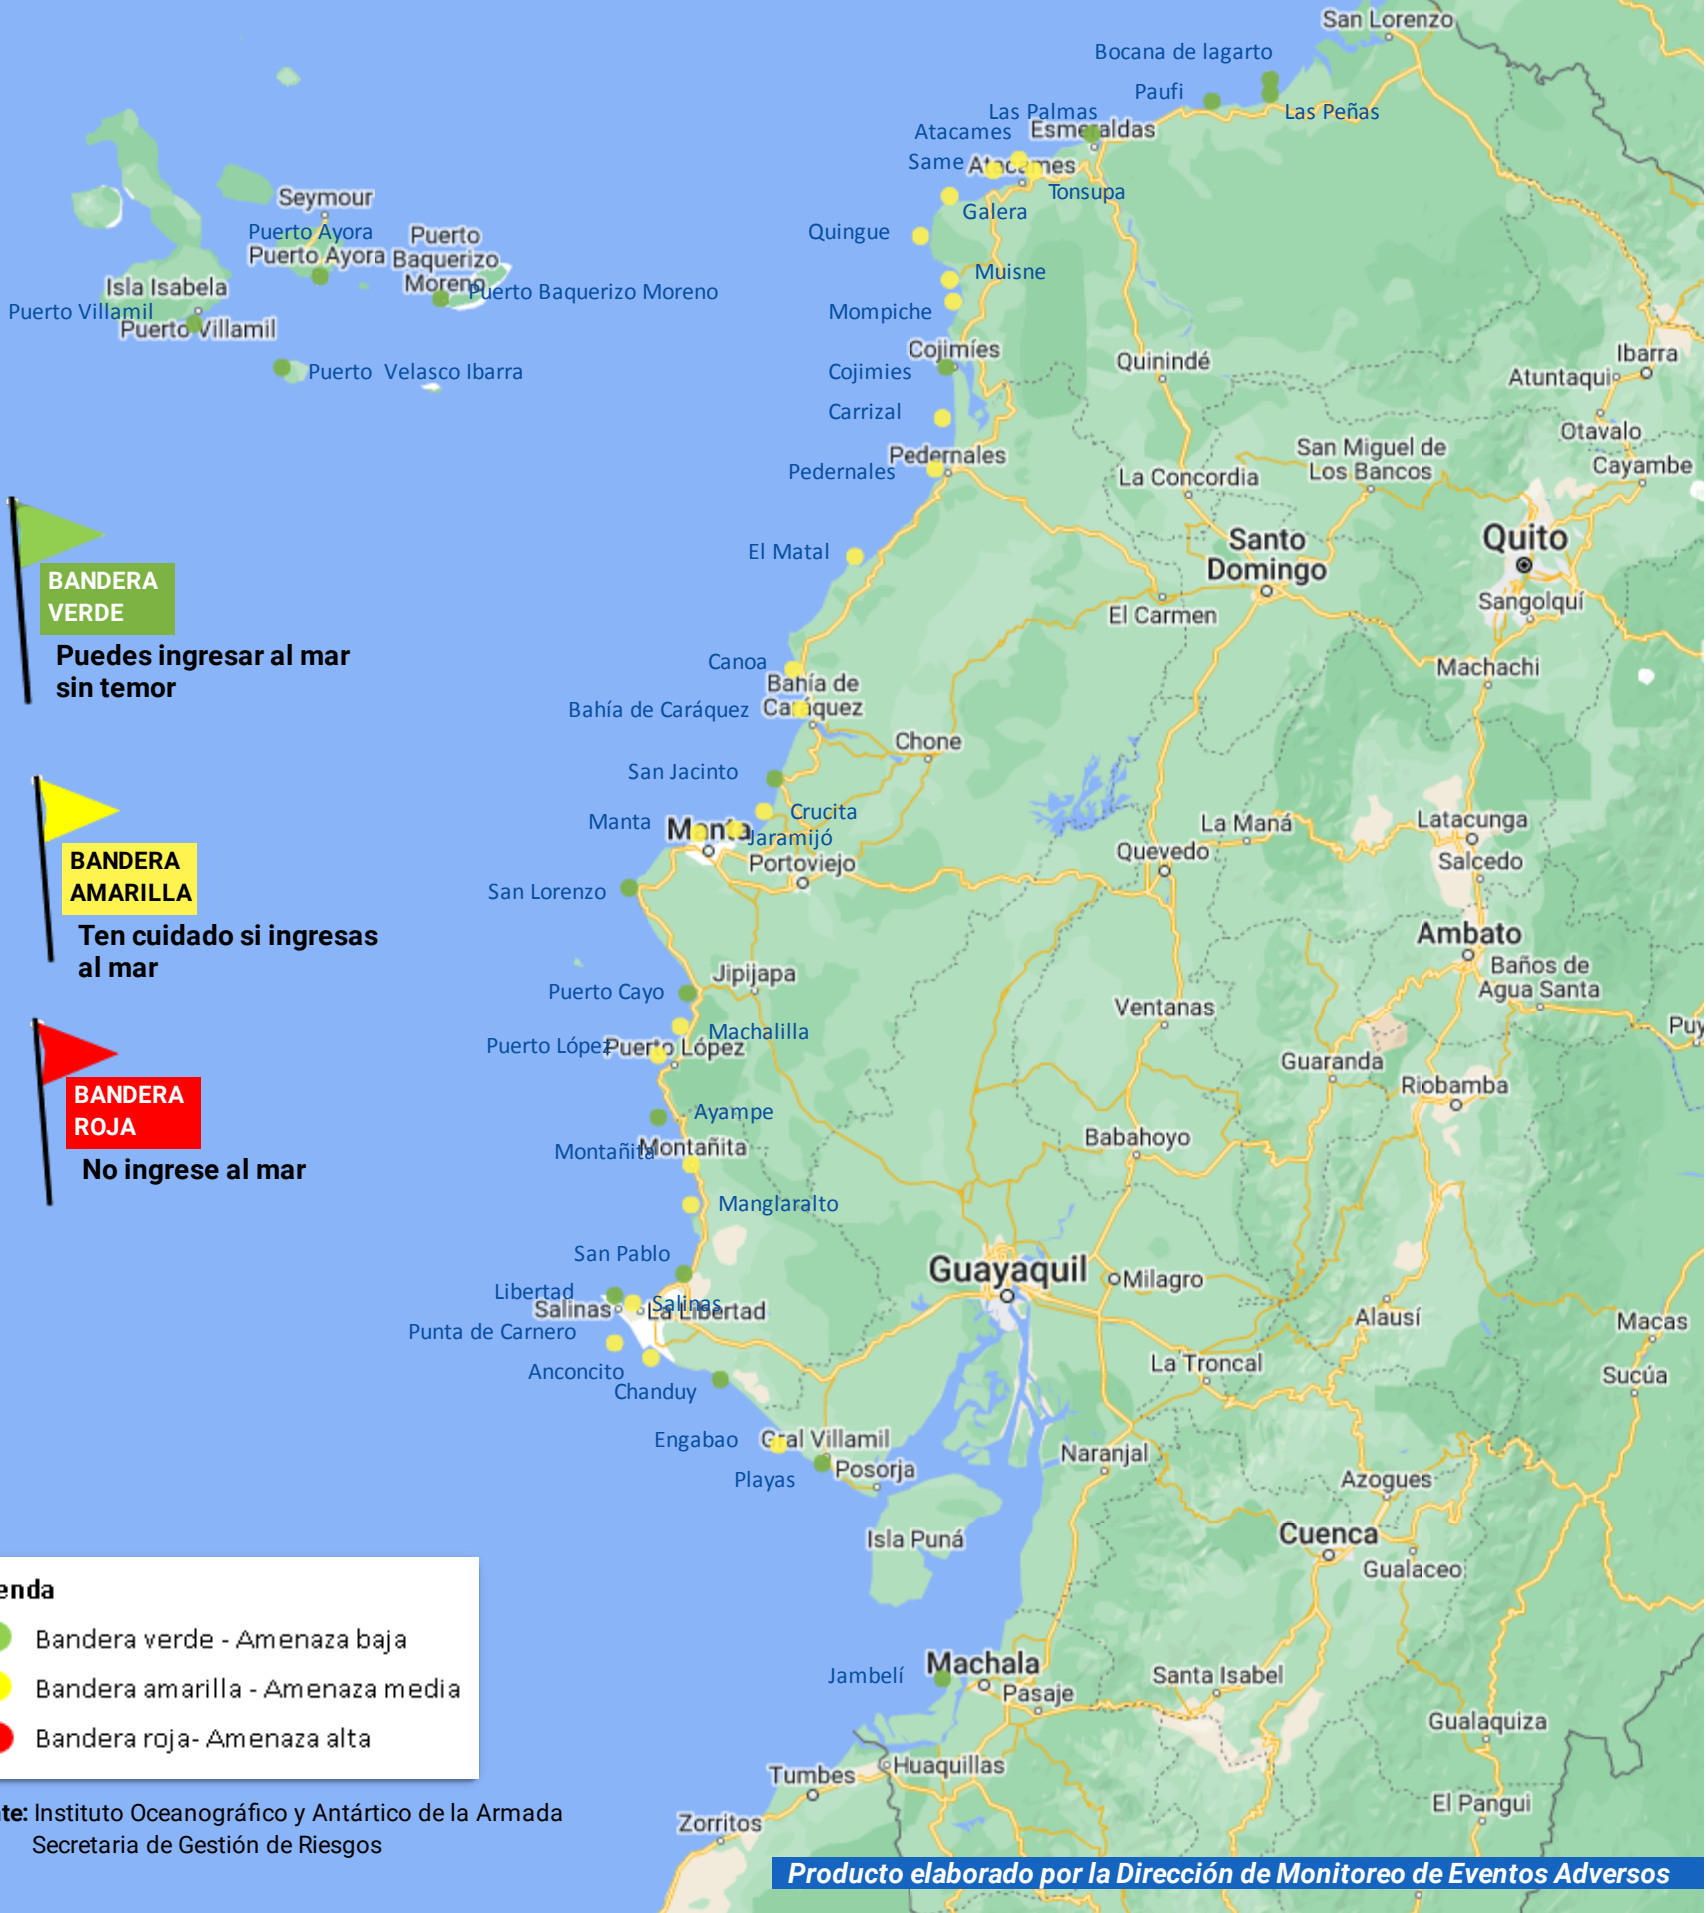 San Lorenzo
Bocana de lagarto
Paufi
Las Palmas
Las Peñas
Atacames
Esmeraldas
Same
Atacames
Tonsupa
Galera
Quingue
Muisne
Mompiche
Cojimíes
Cojimies
Carrizal
Pedernales
Pedernales
El Matal
Canoa
Bahía de
Caráquez
Bahía de Caráquez
Chone
San Jacinto
Crucita
Manta
Manta
Jaramijó
Portoviejo
San Lorenzo
Jipijapa
Puerto Cayo
Machalilla
Puerto López
Puerto López
Ayampe
Montañita
Montañita
Manglaralto
San Pablo
Libertad
Salinas
Salinas
La Libertad
Punta de Carnero
Anconcito
Chanduy
Engabao
Gral Villamil
Playas
Posorja
Isla Puná
Jambelí
Machala
Pasaje
Huaquillas
Tumbes
Zorritos
Seymour
Puerto Ayora
Puerto Ayora
Puerto
Baquerizo
Moreno
Puerto Baquerizo Moreno
Isla Isabela
Puerto Villamil
Puerto Villamil
Puerto Velasco Ibarra
Quinindé
Ibarra
Atuntaqui
Otavalo
Cayambe
San Miguel de
Los Bancos
La Concordia
Santo
Domingo
Quito
Sangolquí
El Carmen
Machachi
La Maná
Latacunga
Quevedo
Salcedo
Ambato
Baños de
Agua Santa
Ventanas
Puy
Guaranda
Riobamba
Babahoyo
Guayaquil
Milagro
Alausí
Macas
La Troncal
Sucúa
Naranjal
Azogues
Cuenca
Gualaceo
Santa Isabel
Gualaquiza
El Pangui
BANDERA
VERDE
Puedes ingresar al mar
sin temor
BANDERA
AMARILLA
Ten cuidado si ingresas
al mar
BANDERA
ROJA
No ingrese al mar
enda
Bandera verde - Amenaza baja
Bandera amarilla - Amenaza media
Bandera roja- Amenaza alta
te: Instituto Oceanográfico y Antártico de la Armada
Secretaria de Gestión de Riesgos
Producto elaborado por la Dirección de Monitoreo de Eventos Adversos